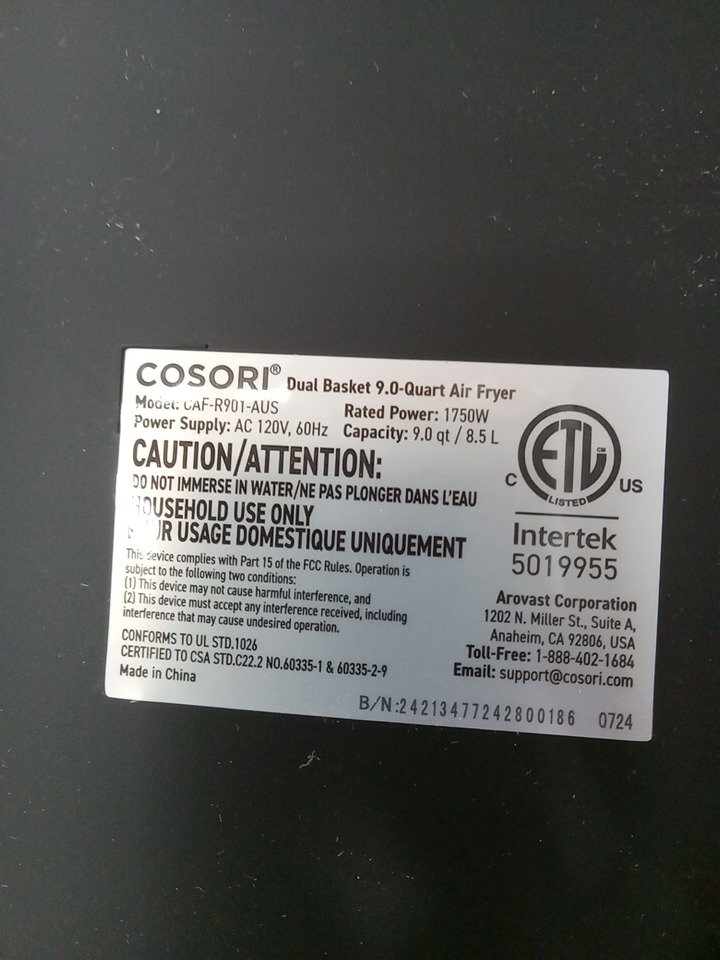 COSORI® Dual Basket 9.0-Quart Air Fryer
Model: CAF-R901-AUS
Rated Power: 1750W
Power Supply: AC 120V, 60Hz
Capacity: 9.0 qt / 8.5 L
CAUTION/ATTENTION:
DO NOT IMMERSE IN WATER/NE PAS PLONGER DANS L'EAU
HOUSEHOLD USE ONLY
POUR USAGE DOMESTIQUE UNIQUEMENT
This device complies with Part 15 of the FCC Rules. Operation is
subject to the following two conditions:
(1) This device may not cause harmful interference, and
(2) This device must accept any interference received, including
interference that may cause undesired operation.
CONFORMS TO UL STD.1026
CERTIFIED TO CSA STD.C22.2 NO.60335-1 & 60335-2-9
Made in China
ETL CM
C US
LISTED
Intertek
5019955
Arovast Corporation
1202 N. Miller St., Suite A,
Anaheim, CA 92806, USA
Toll-Free: 1-888-402-1684
Email: support@cosori.com
B/N:24213477242800186 0724